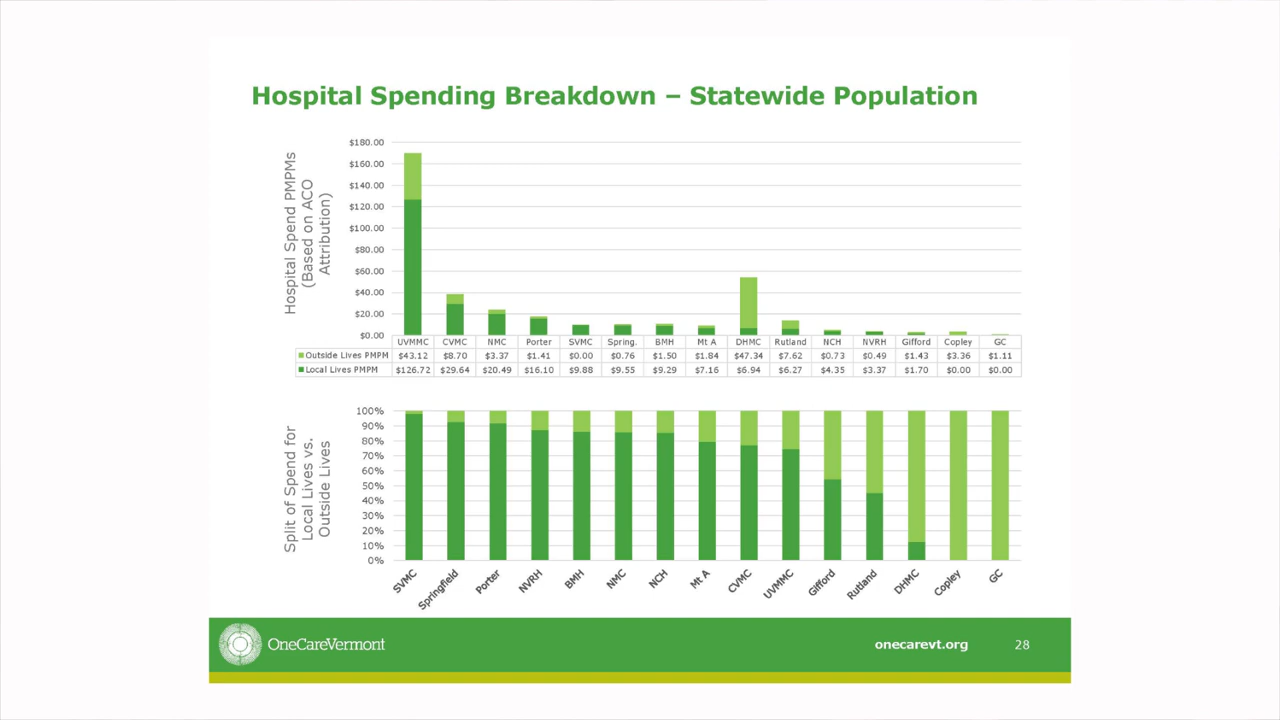 Hospital Spending Breakdown – Statewide Population
Hospital Spend PMPMs
(Based on ACO
Attribution)
$180.00
$160.00
$140.00
$120.00
$100.00
$80.00
$60.00
$40.00
$20.00
$0.00
UVMMC CVMC NMC Porter SVMC Spring. BMH Mt A DHMC Rutland NCH NVRH Gifford Copley GC
Outside Lives PMPM $43.12 $8.70 $3.37 $1.41 $0.00 $0.76 $1.50 $1.84 $47.34 $7.62 $0.73 $0.49 $1.43 $3.36 $1.11
Local Lives PMPM $126.72 $29.64 $20.49 $16.10 $9.88 $9.55 $9.29 $7.16 $6.94 $6.27 $4.35 $3.37 $1.70 $0.00 $0.00
Split of Spend for
Local Lives vs.
Outside Lives
100%
90%
80%
70%
60%
50%
40%
30%
20%
10%
0%
SVMC Springfield Porter NVRH BMH NMC NCH Mt A CVMC UVMMC Gifford Rutland DHMC Copley GC
OneCareVermont
onecarevt.org 28